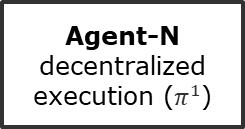 Agent-N
decentralized
execution (π¹)